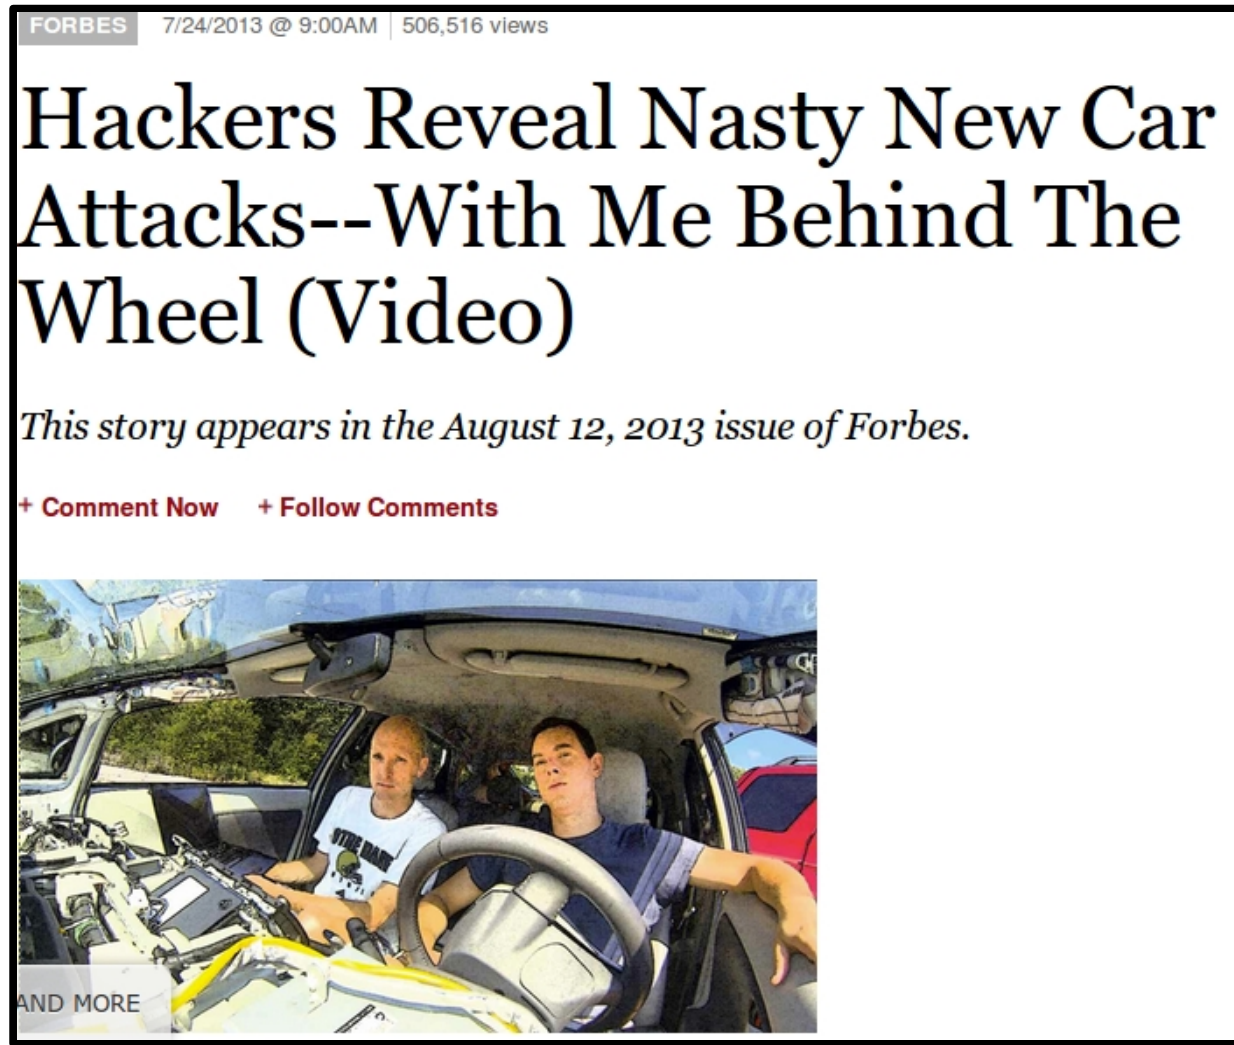 FORBES 7/24/2013 @ 9:00AM 506,516 views
Hackers Reveal Nasty New Car
Attacks--With Me Behind The
Wheel (Video)
This story appears in the August 12, 2013 issue of Forbes.
+ Comment Now + Follow Comments
AND MORE